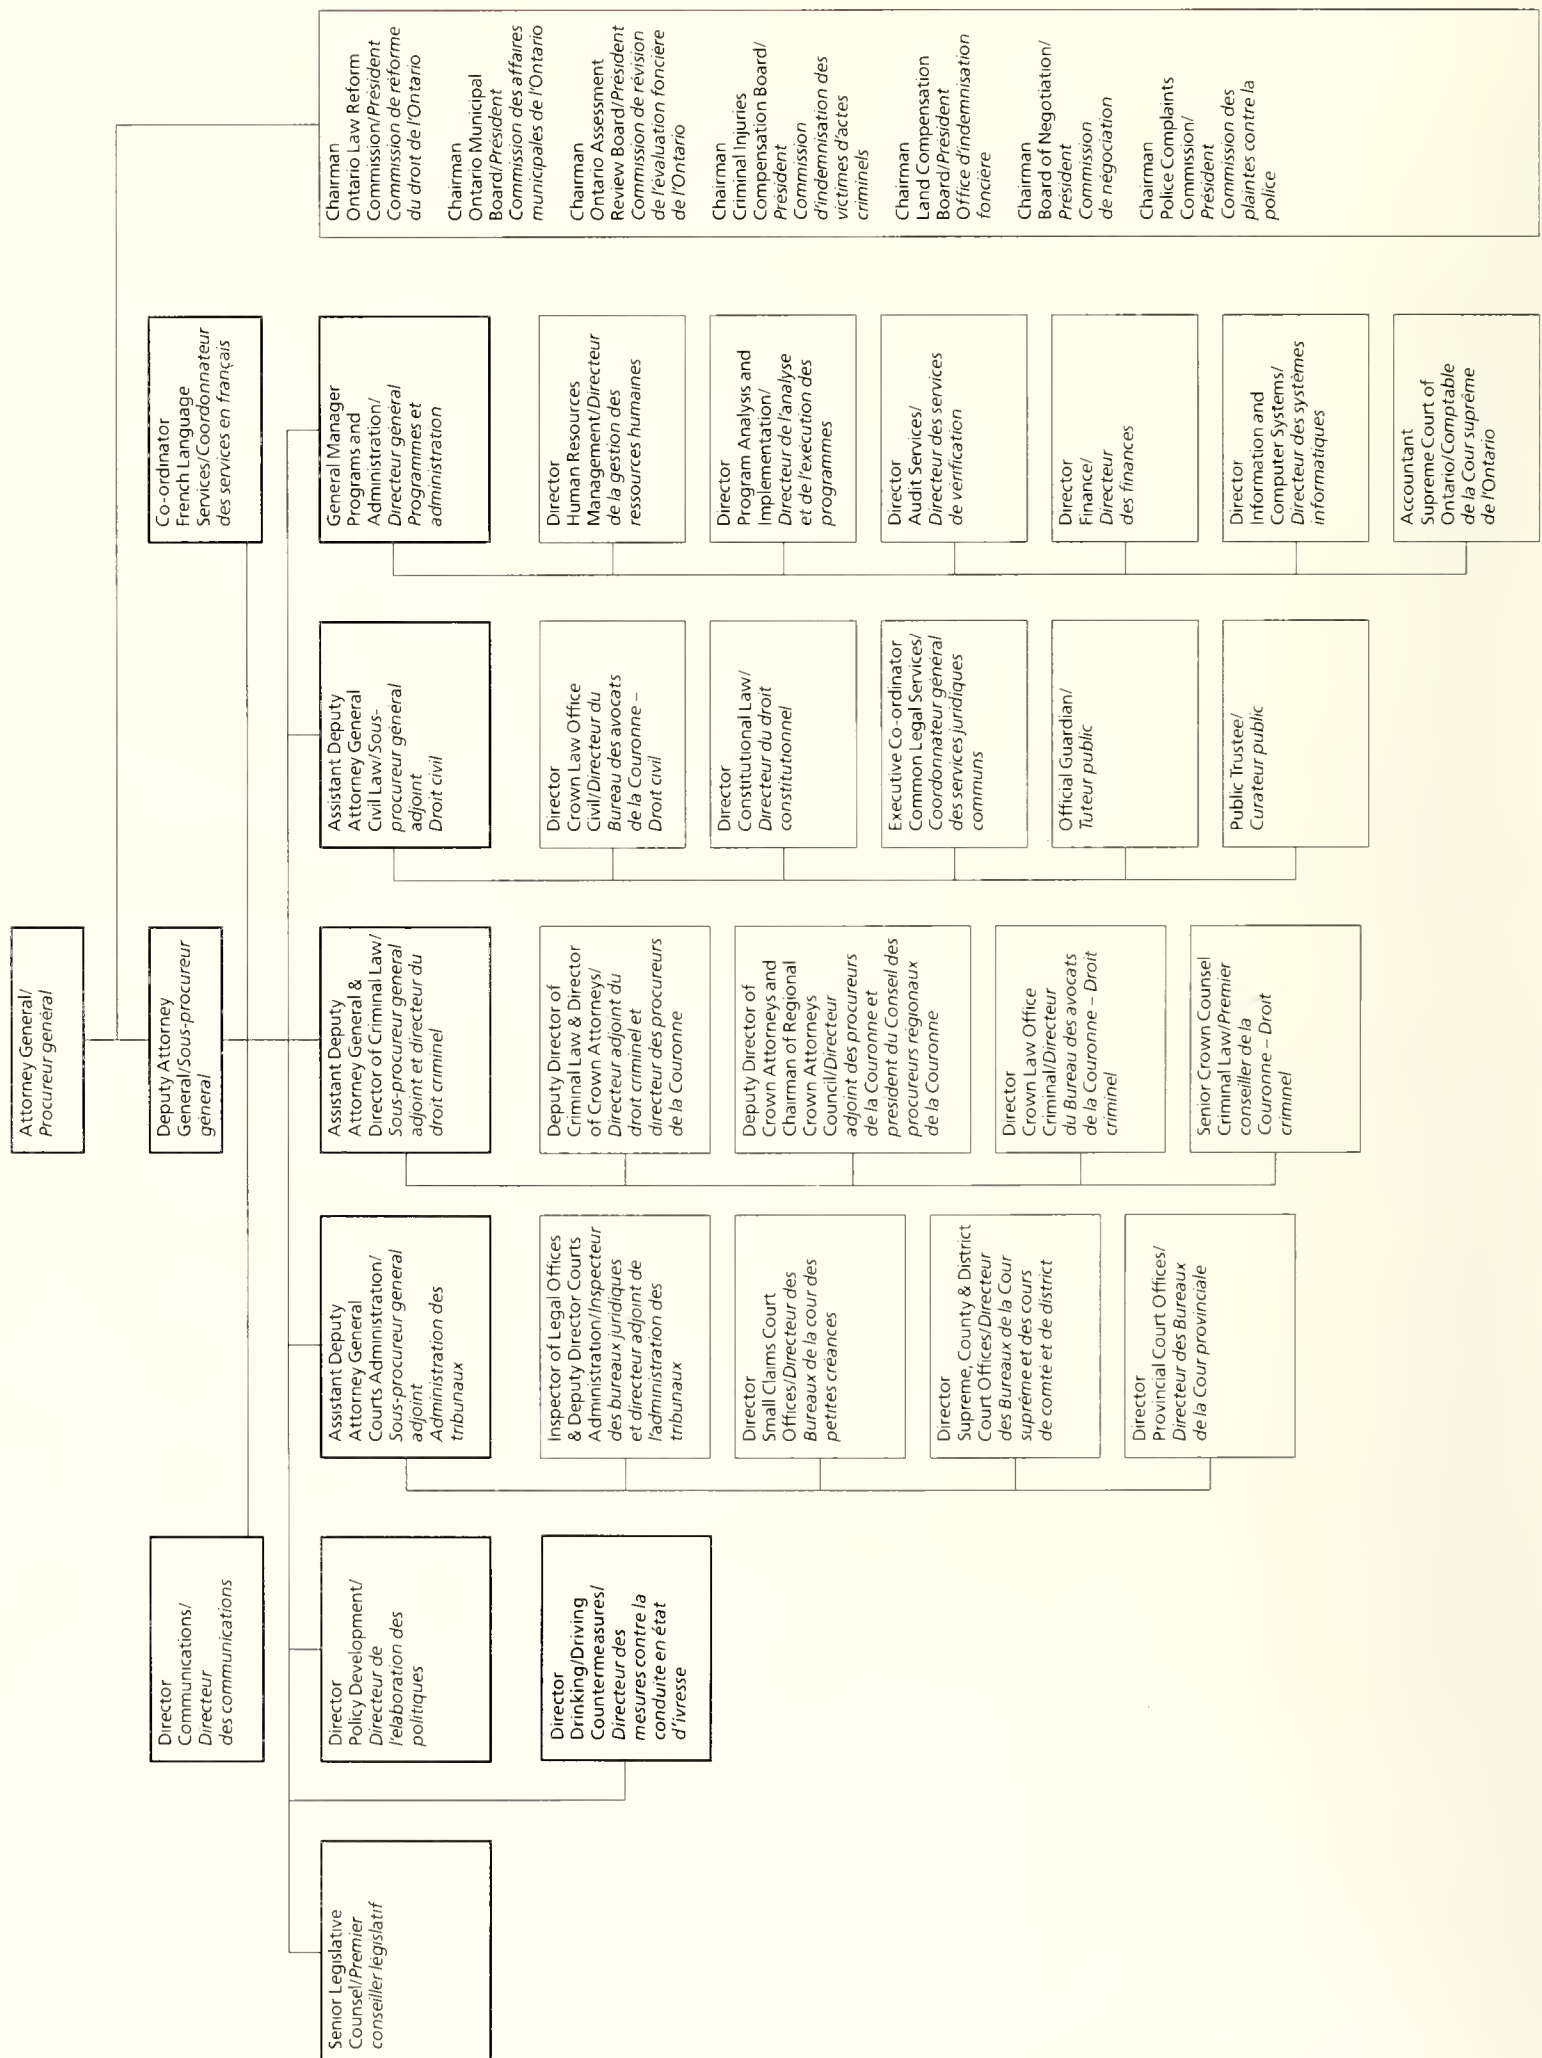 Attorney General/
Procureur genéral
Deputy Attorney
General/Sous-procureur
géneral
Director
Communications/
Directeur
des communications
Co-ordinator
French Language
Services/Coordonnateur
des services en français
Senior Legislative
Counsel/Premier
conseiller législatif
Director
Policy Development/
Directeur de
l'elaboration des
politiques
Director
Drinking/Driving
Countermeasures/
Directeur des
mesures contre la
conduite en état
d'ivresse
Assistant Deputy
Attorney General
Courts Administration/
Sous-procureur general
adjoint
Administration des
tribunaux
Inspector of Legal Offices
& Deputy Director Courts
Administration/Inspecteur
des bureaux juridiques
et directeur adjoint de
l'administration des
tribunaux
Director
Small Claims Court
Offices/Directeur des
Bureaux de la cour des
petites créances
Director
Supreme, County & District
Court Offices/Directeur
des Bureaux de la Cour
suprême et des cours
de comté et de district
Director
Provincial Court Offices/
Directeur des Bureaux
de la Cour provinciale
Assistant Deputy
Attorney General &
Director of Criminal Law/
Sous-procureur general
adjoint et directeur du
droit criminel
Deputy Director of
Criminal Law & Director
of Crown Attorneys/
Directeur adjoint du
droit criminel et
directeur des procureurs
de la Couronne
Deputy Director of
Crown Attorneys and
Chairman of Regional
Crown Attorneys
Council/Directeur
adjoint des procureurs
de la Couronne et
president du Conseil des
procureurs régionaux
de la Couronne
Director
Crown Law Office
Criminal/Directeur
du Bureau des avocats
de la Couronne – Droit
criminel
Senior Crown Counsel
Criminal Law/Premier
conseiller de la
Couronne – Droit
criminel
Assistant Deputy
Attorney General
Civil Law/Sous-
procureur général
adjoint
Droit civil
Director
Crown Law Office
Civil/Directeur du
Bureau des avocats
de la Couronne –
Droit civil
Director
Constitutional Law/
Directeur du droit
constitutionnel
Executive Co-ordinator
Common Legal Services/
Coordonnateur général
des services juridiques
communs
Official Guardian/
Tuteur public
Public Trustee/
Curateur public
General Manager
Programs and
Administration/
Directeur général
Programmes et
administration
Director
Human Resources
Management/Directeur
de la gestion des
ressources humaines
Director
Program Analysis and
Implementation/
Directeur de l'analyse
et de l'exécution des
programmes
Director
Audit Services/
Directeur des services
de vérification
Director
Finance/
Directeur
des finances
Director
Information and
Computer Systems/
Directeur des systèmes
informatiques
Accountant
Supreme Court of
Ontario/Comptable
de la Cour suprême
de l'Ontario
Chairman
Ontario Law Reform
Commission/Président
Commission de réforme
du droit de l'Ontario
Chairman
Ontario Municipal
Board/Président
Commission des affaires
municipales de l'Ontario
Chairman
Ontario Assessment
Review Board/Président
Commission de révision
de l'évaluation foncière
de l'Ontario
Chairman
Criminal Injuries
Compensation Board/
Président
Commission
d'indemnisation des
victimes d'actes
criminels
Chairman
Land Compensation
Board/Président
Office d'indemnisation
foncière
Chairman
Board of Negotiation/
Président
Commission
de négociation
Chairman
Police Complaints
Commission/
Président
Commission des
plaintes contre la
police